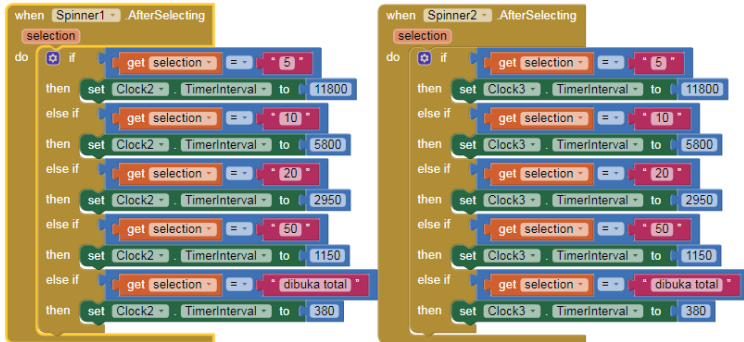 when Spinner1 .AfterSelecting
selection
do if get selection = " 5 "
then set Clock2 . TimerInterval to 11800
else if get selection = " 10 "
then set Clock2 . TimerInterval to 5800
else if get selection = " 20 "
then set Clock2 . TimerInterval to 2950
else if get selection = " 50 "
then set Clock2 . TimerInterval to 1150
else if get selection = " dibuka total "
then set Clock2 . TimerInterval to 380
when Spinner2 .AfterSelecting
selection
do if get selection = " 5 "
then set Clock3 . TimerInterval to 11800
else if get selection = " 10 "
then set Clock3 . TimerInterval to 5800
else if get selection = " 20 "
then set Clock3 . TimerInterval to 2950
else if get selection = " 50 "
then set Clock3 . TimerInterval to 1150
else if get selection = " dibuka total "
then set Clock3 . TimerInterval to 380